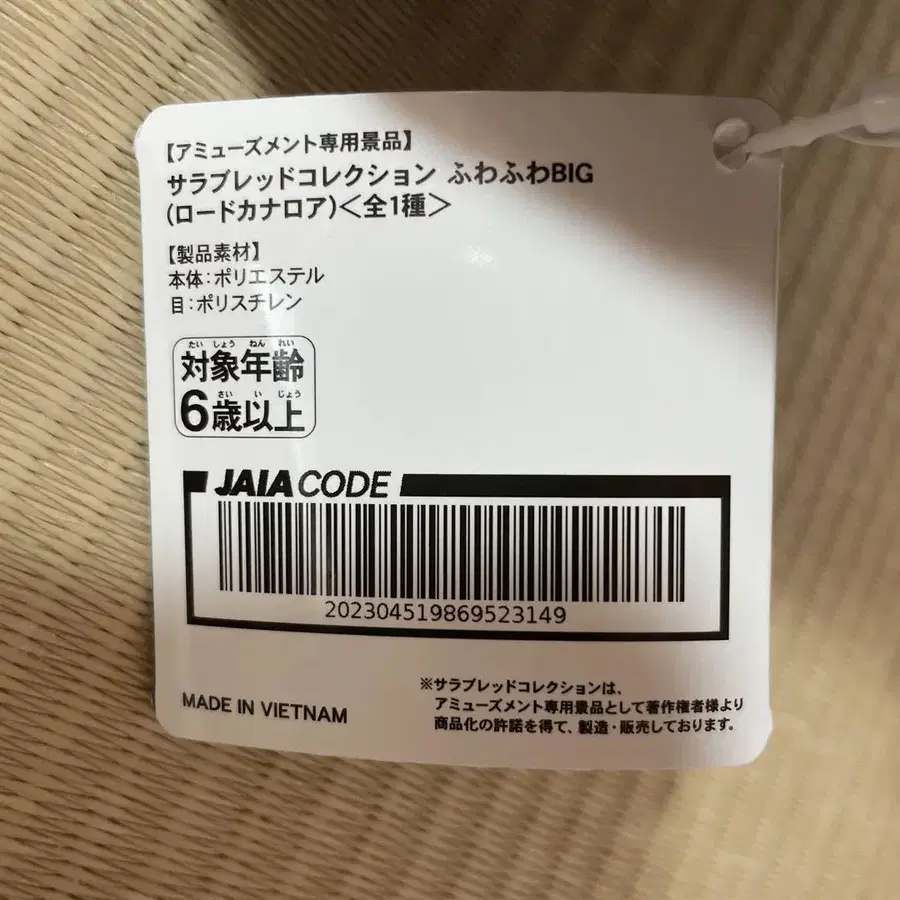 【アミューズメント専用景品】
サラブレッドコレクション ふわふわBIG
(ロードカナロア)<全1種>
【製品素材】
本体:ポリエステル
目:ポリスチレン
たい しょう ねん れい
対象年齢
さい い じょう
6歳以上
JAIA CODE
202304519869523149
MADE IN VIETNAM
※サラブレッドコレクションは、
アミューズメント専用景品として著作権者様より
商品化の許諾を得て、製造・販売しております。